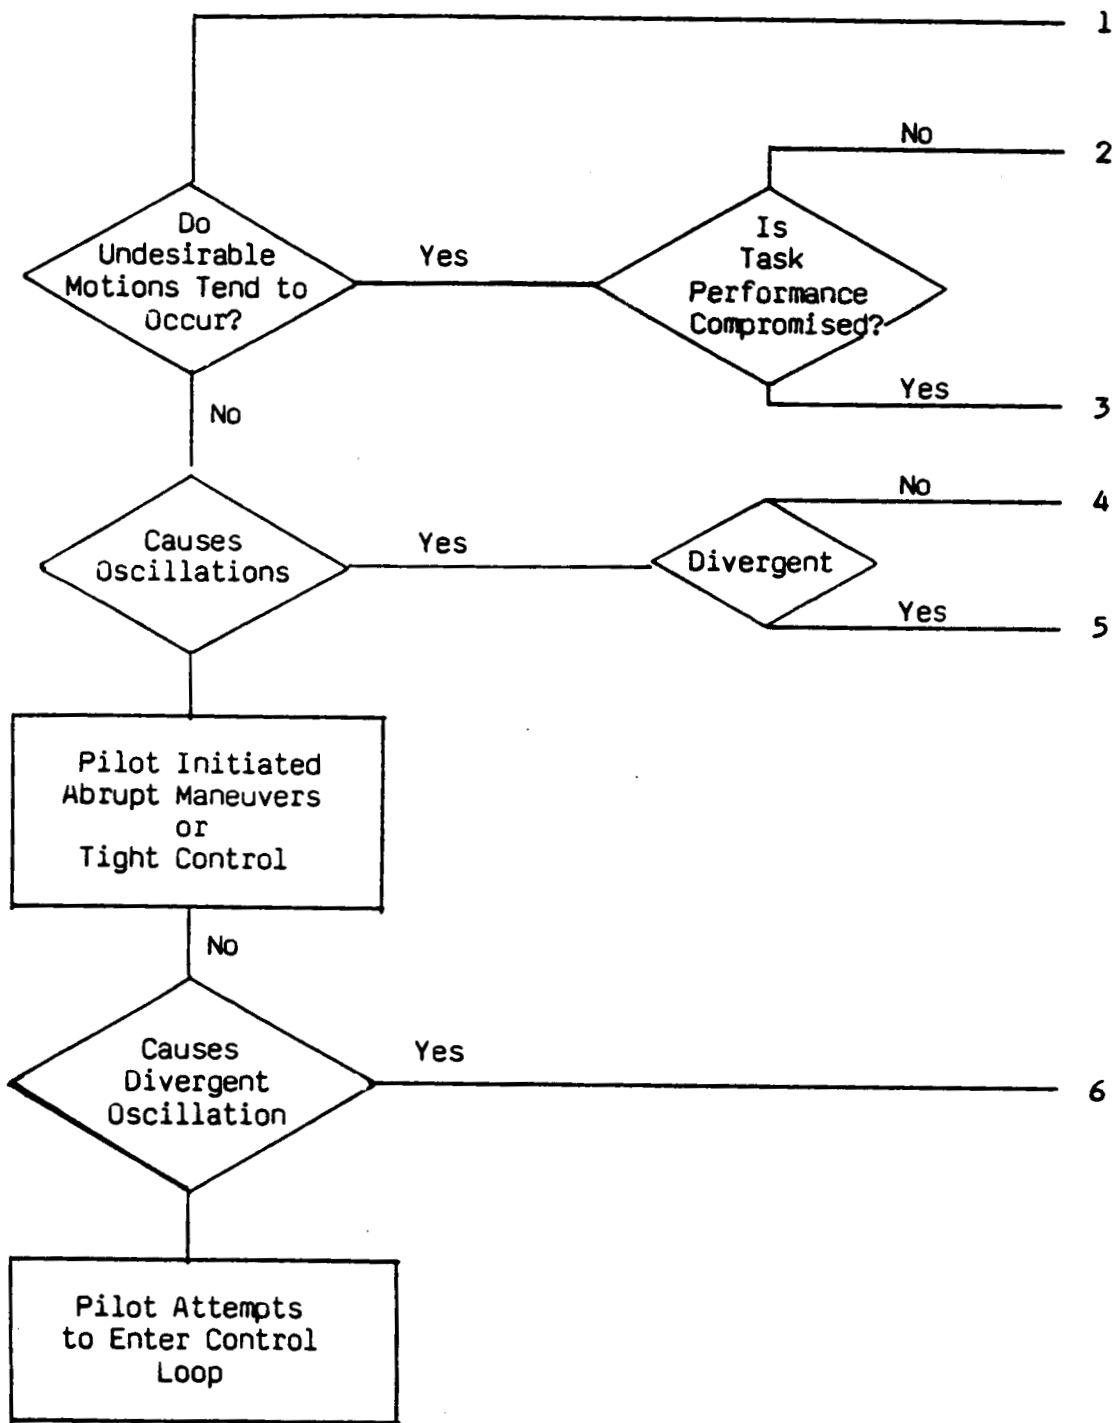 1
No
2
Do
Undesirable
Motions Tend to
Occur?
Yes
Is
Task
Performance
Compromised?
Yes
3
No
No
4
Causes
Oscillations
Yes
Divergent
Yes
5
Pilot Initiated
Abrupt Maneuvers
or
Tight Control
No
Causes
Divergent
Oscillation
Yes
6
Pilot Attempts
to Enter Control
Loop